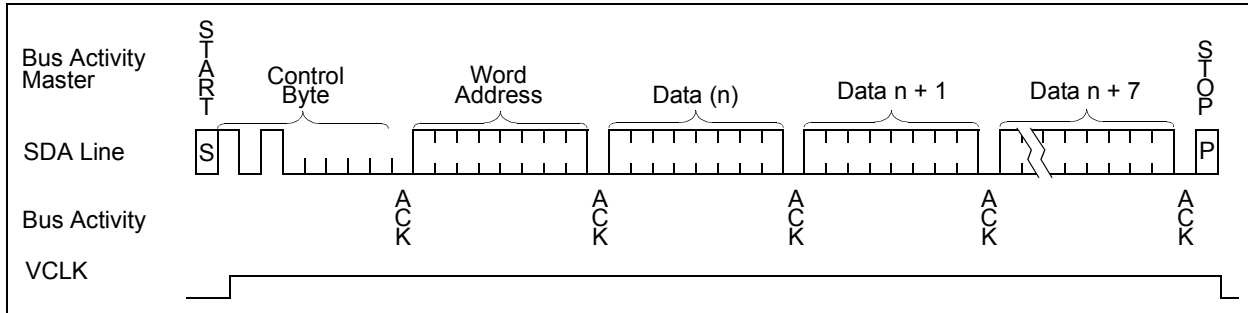 Bus Activity
Master
START
Control
Byte
Word
Address
Data (n)
Data n + 1
Data n + 7
STOP
SDA Line
S
P
Bus Activity
ACK
ACK
ACK
ACK
ACK
VCLK